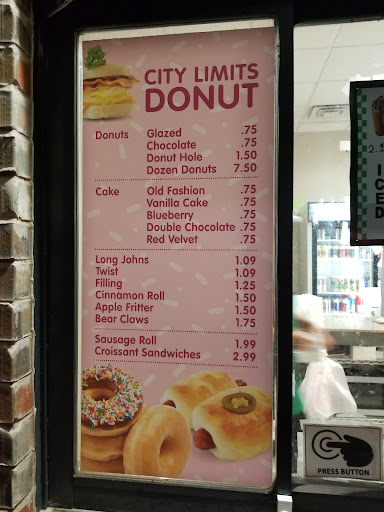 CITY LIMITS
DONUT
Donuts Glazed .75
Chocolate .75
Donut Hole 1.50
Dozen Donuts 7.50
Cake Old Fashion .75
Vanilla Cake .75
Blueberry .75
Double Chocolate .75
Red Velvet .75
Long Johns 1.09
Twist 1.09
Filling 1.25
Cinnamon Roll 1.50
Apple Fritter 1.50
Bear Claws 1.75
Sausage Roll 1.99
Croissant Sandwiches 2.99
PRESS BUTTON